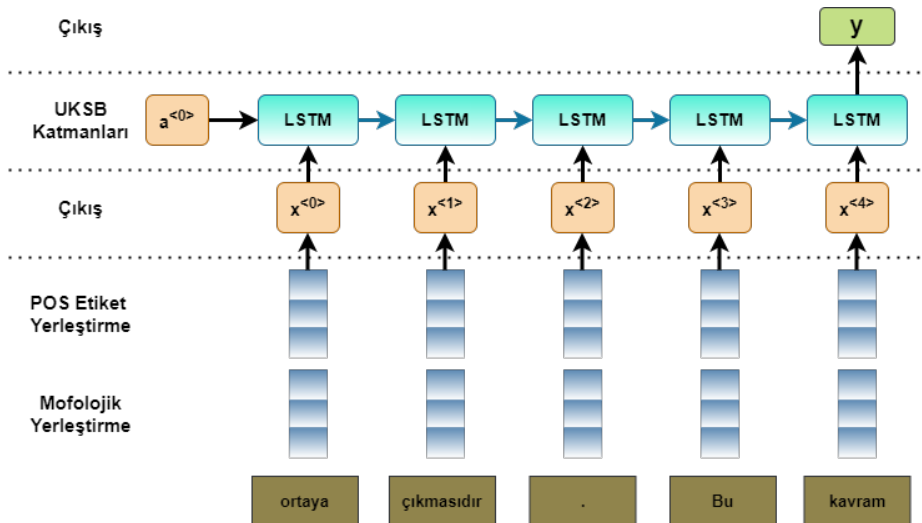 Çıkış
y
UKSB
Katmanları
a<0>
LSTM
LSTM
LSTM
LSTM
LSTM
Çıkış
x<0>
x<1>
x<2>
x<3>
x<4>
POS Etiket
Yerleştirme
Mofolojik
Yerleştirme
ortaya
çıkmasıdır
.
Bu
kavram